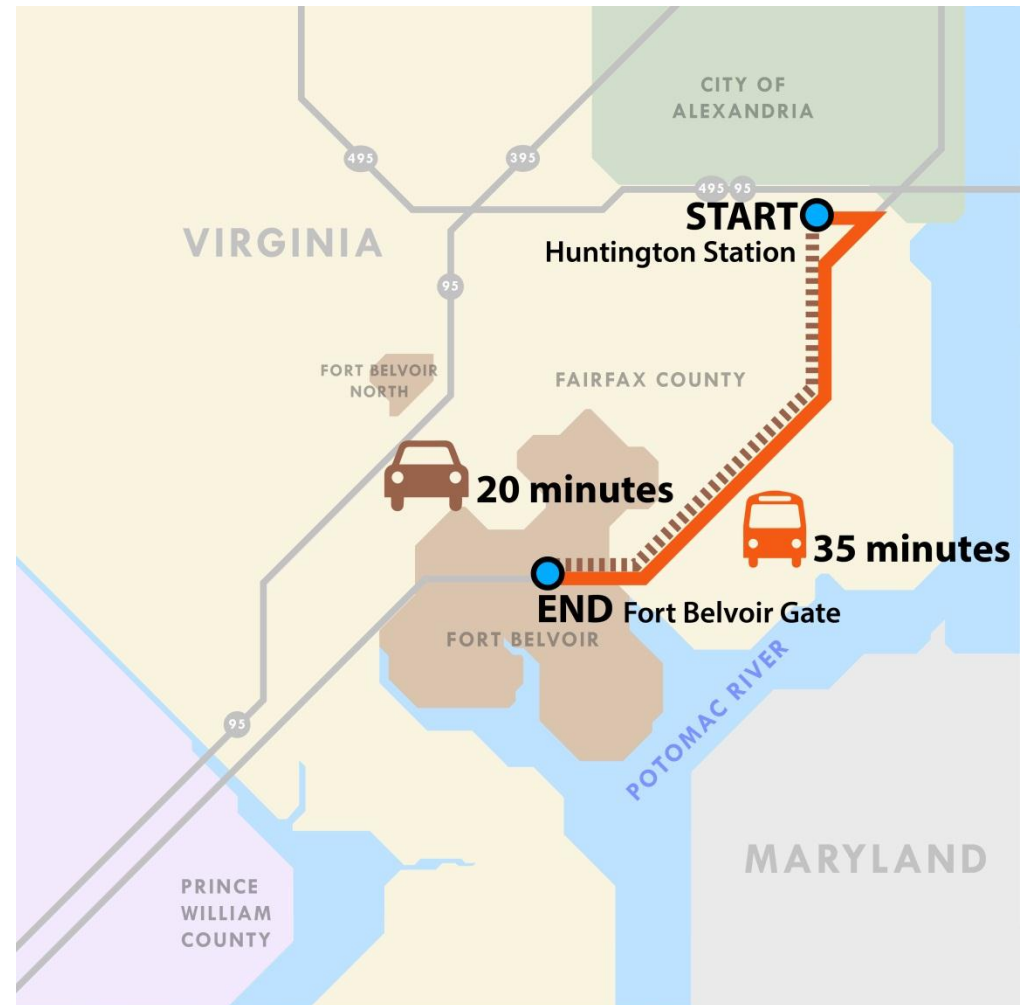 CITY OF
ALEXANDRIA
495
395
495 95
START
Huntington Station
VIRGINIA
95
FORT BELVOIR
NORTH
FAIRFAX COUNTY
20 minutes
35 minutes
END Fort Belvoir Gate
FORT BELVOIR
POTOMAC RIVER
95
MARYLAND
PRINCE
WILLIAM
COUNTY